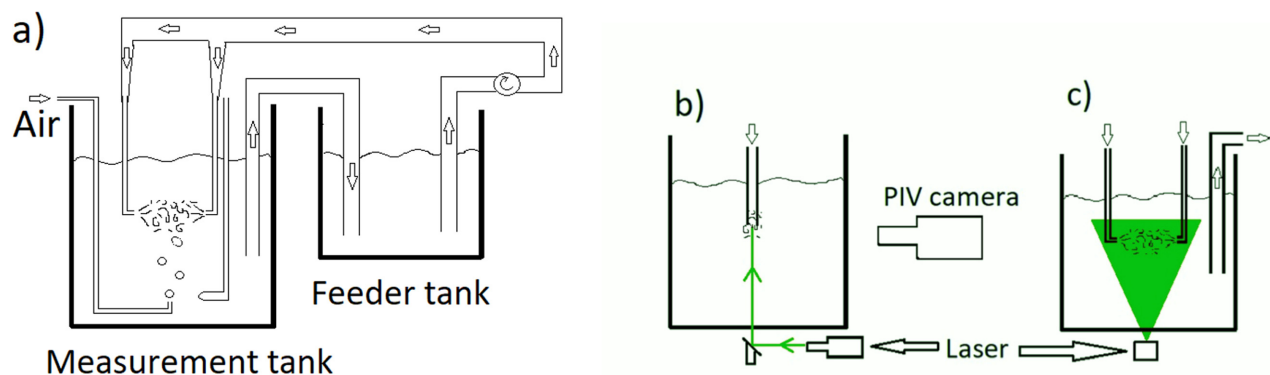 a)
Air
Feeder tank
Measurement tank
b)
c)
PIV camera
Laser